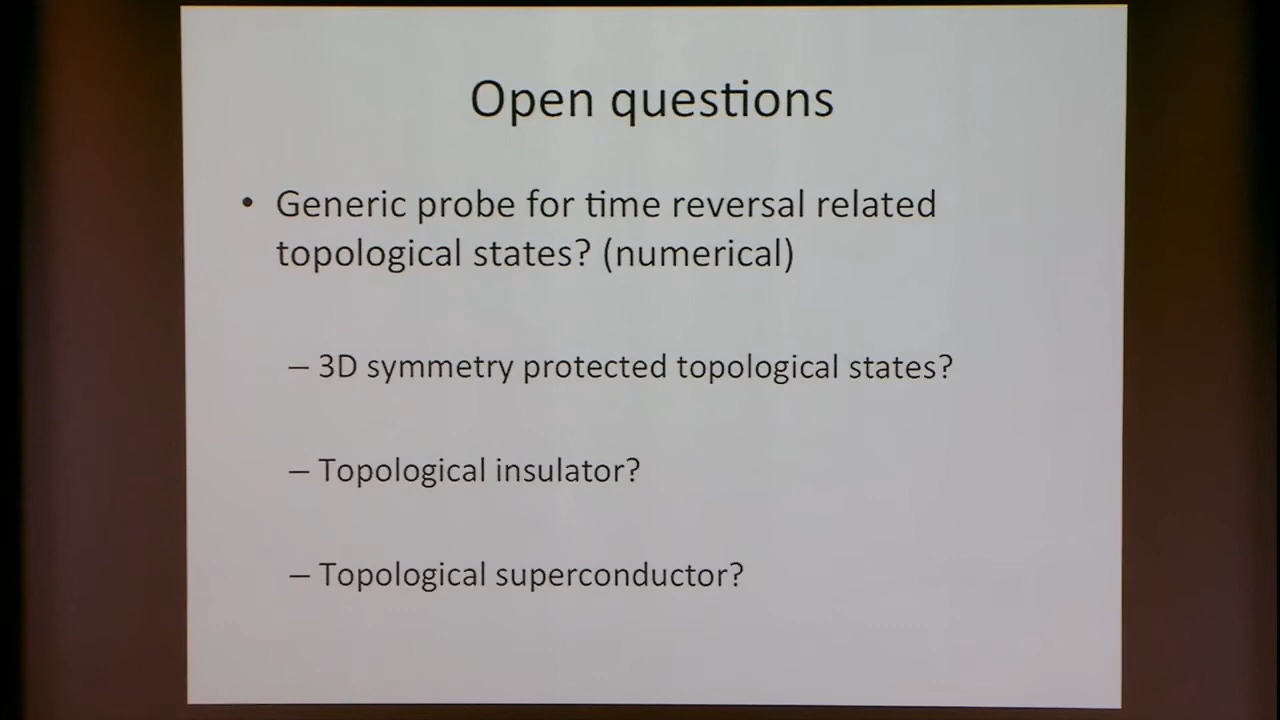 Open questions
• Generic probe for time reversal related
topological states? (numerical)
– 3D symmetry protected topological states?
– Topological insulator?
– Topological superconductor?